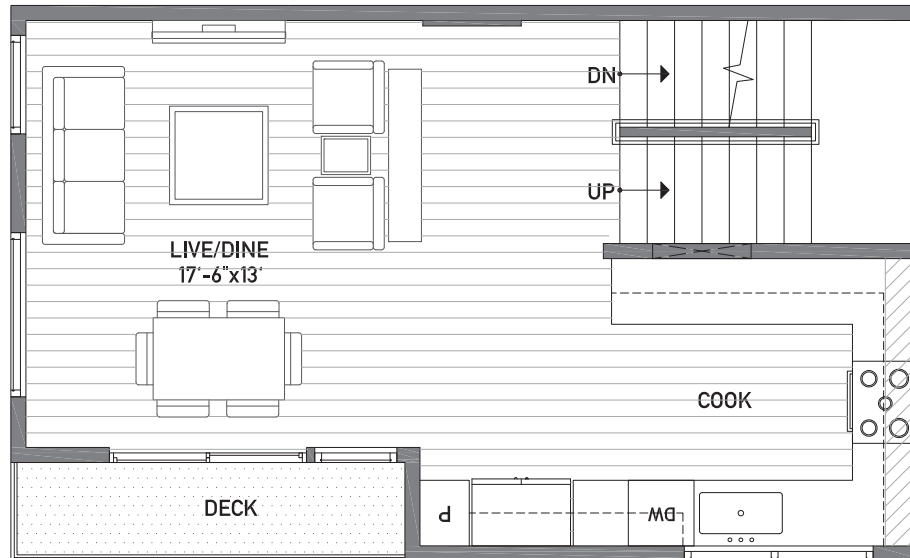 DN
UP
LIVE/DINE
17'-6"x13'
COOK
DECK
P
DW